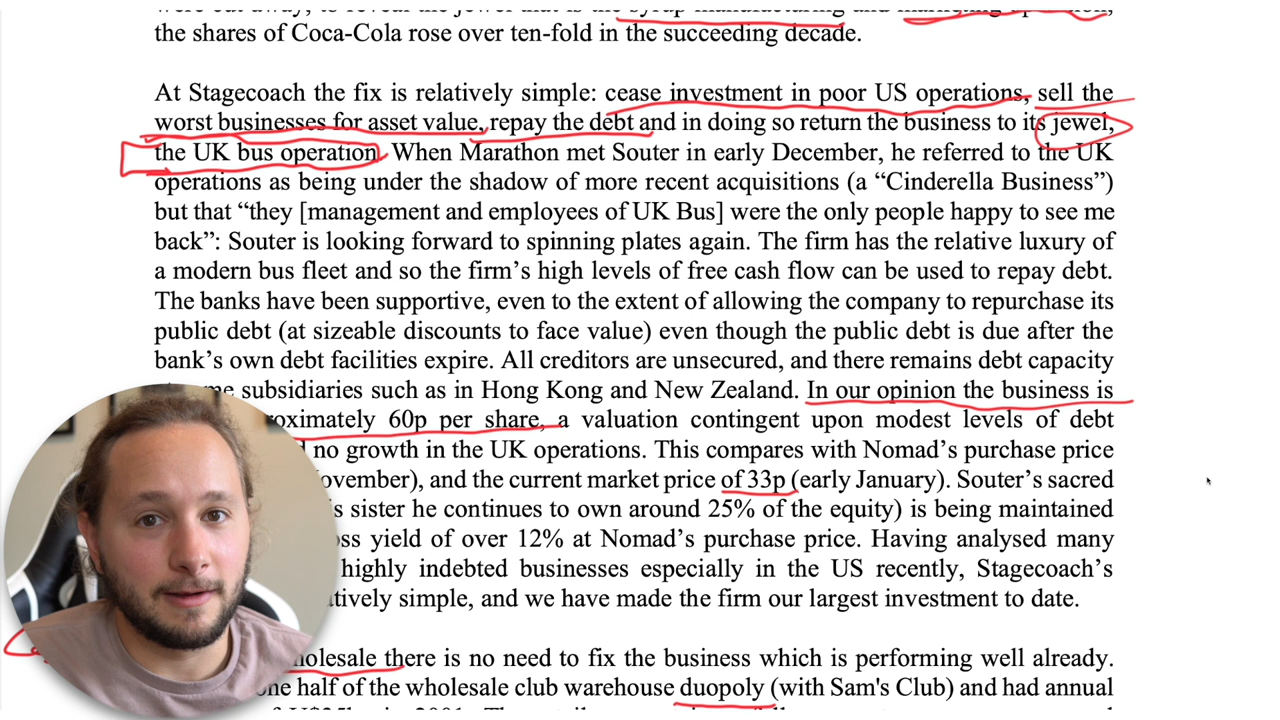 the shares of Coca-Cola rose over ten-fold in the succeeding decade.
At Stagecoach the fix is relatively simple: cease investment in poor US operations, sell the
worst businesses for asset value, repay the debt and in doing so return the business to its jewel,
the UK bus operation. When Marathon met Souter in early December, he referred to the UK
operations as being under the shadow of more recent acquisitions (a “Cinderella Business”)
but that “they [management and employees of UK Bus] were the only people happy to see me
back”: Souter is looking forward to spinning plates again. The firm has the relative luxury of
a modern bus fleet and so the firm’s high levels of free cash flow can be used to repay debt.
The banks have been supportive, even to the extent of allowing the company to repurchase its
public debt (at sizeable discounts to face value) even though the public debt is due after the
bank’s own debt facilities expire. All creditors are unsecured, and there remains debt capacity
subsidiaries such as in Hong Kong and New Zealand. In our opinion the business is
60p per share, a valuation contingent upon modest levels of debt
no growth in the UK operations. This compares with Nomad’s purchase price
and the current market price of 33p (early January). Souter’s sacred
sister he continues to own around 25% of the equity) is being maintained
yield of over 12% at Nomad’s purchase price. Having analysed many
highly indebted businesses especially in the US recently, Stagecoach’s
simple, and we have made the firm our largest investment to date.
there is no need to fix the business which is performing well already.
half of the wholesale club warehouse duopoly (with Sam's Club) and had annual